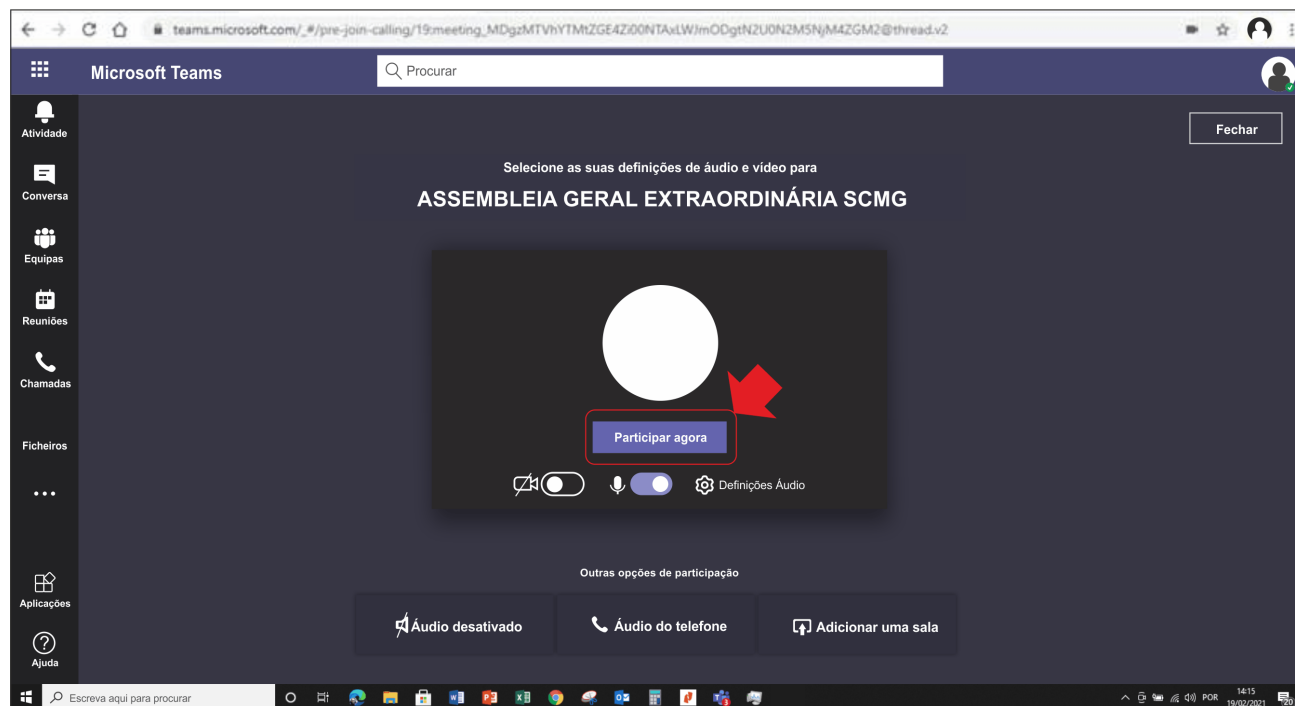 teams.microsoft.com/_#/pre-join-calling/19:meeting_MDgzMTVhYTMtZGE4Zi00NTAxLWJmODgtN2U0N2M5NjM4ZGM2@thread.v2
Microsoft Teams
Procurar
Atividade
Fechar
Selecione as suas definições de áudio e vídeo para
Conversa
ASSEMBLEIA GERAL EXTRAORDINÁRIA SCMG
Equipas
Reuniões
Chamadas
Participar agora
Ficheiros
Definições Áudio
Outras opções de participação
Aplicações
Áudio desativado
Áudio do telefone
Adicionar uma sala
Ajuda
Escreva aqui para procurar
POR
14:15
19/02/2021
20